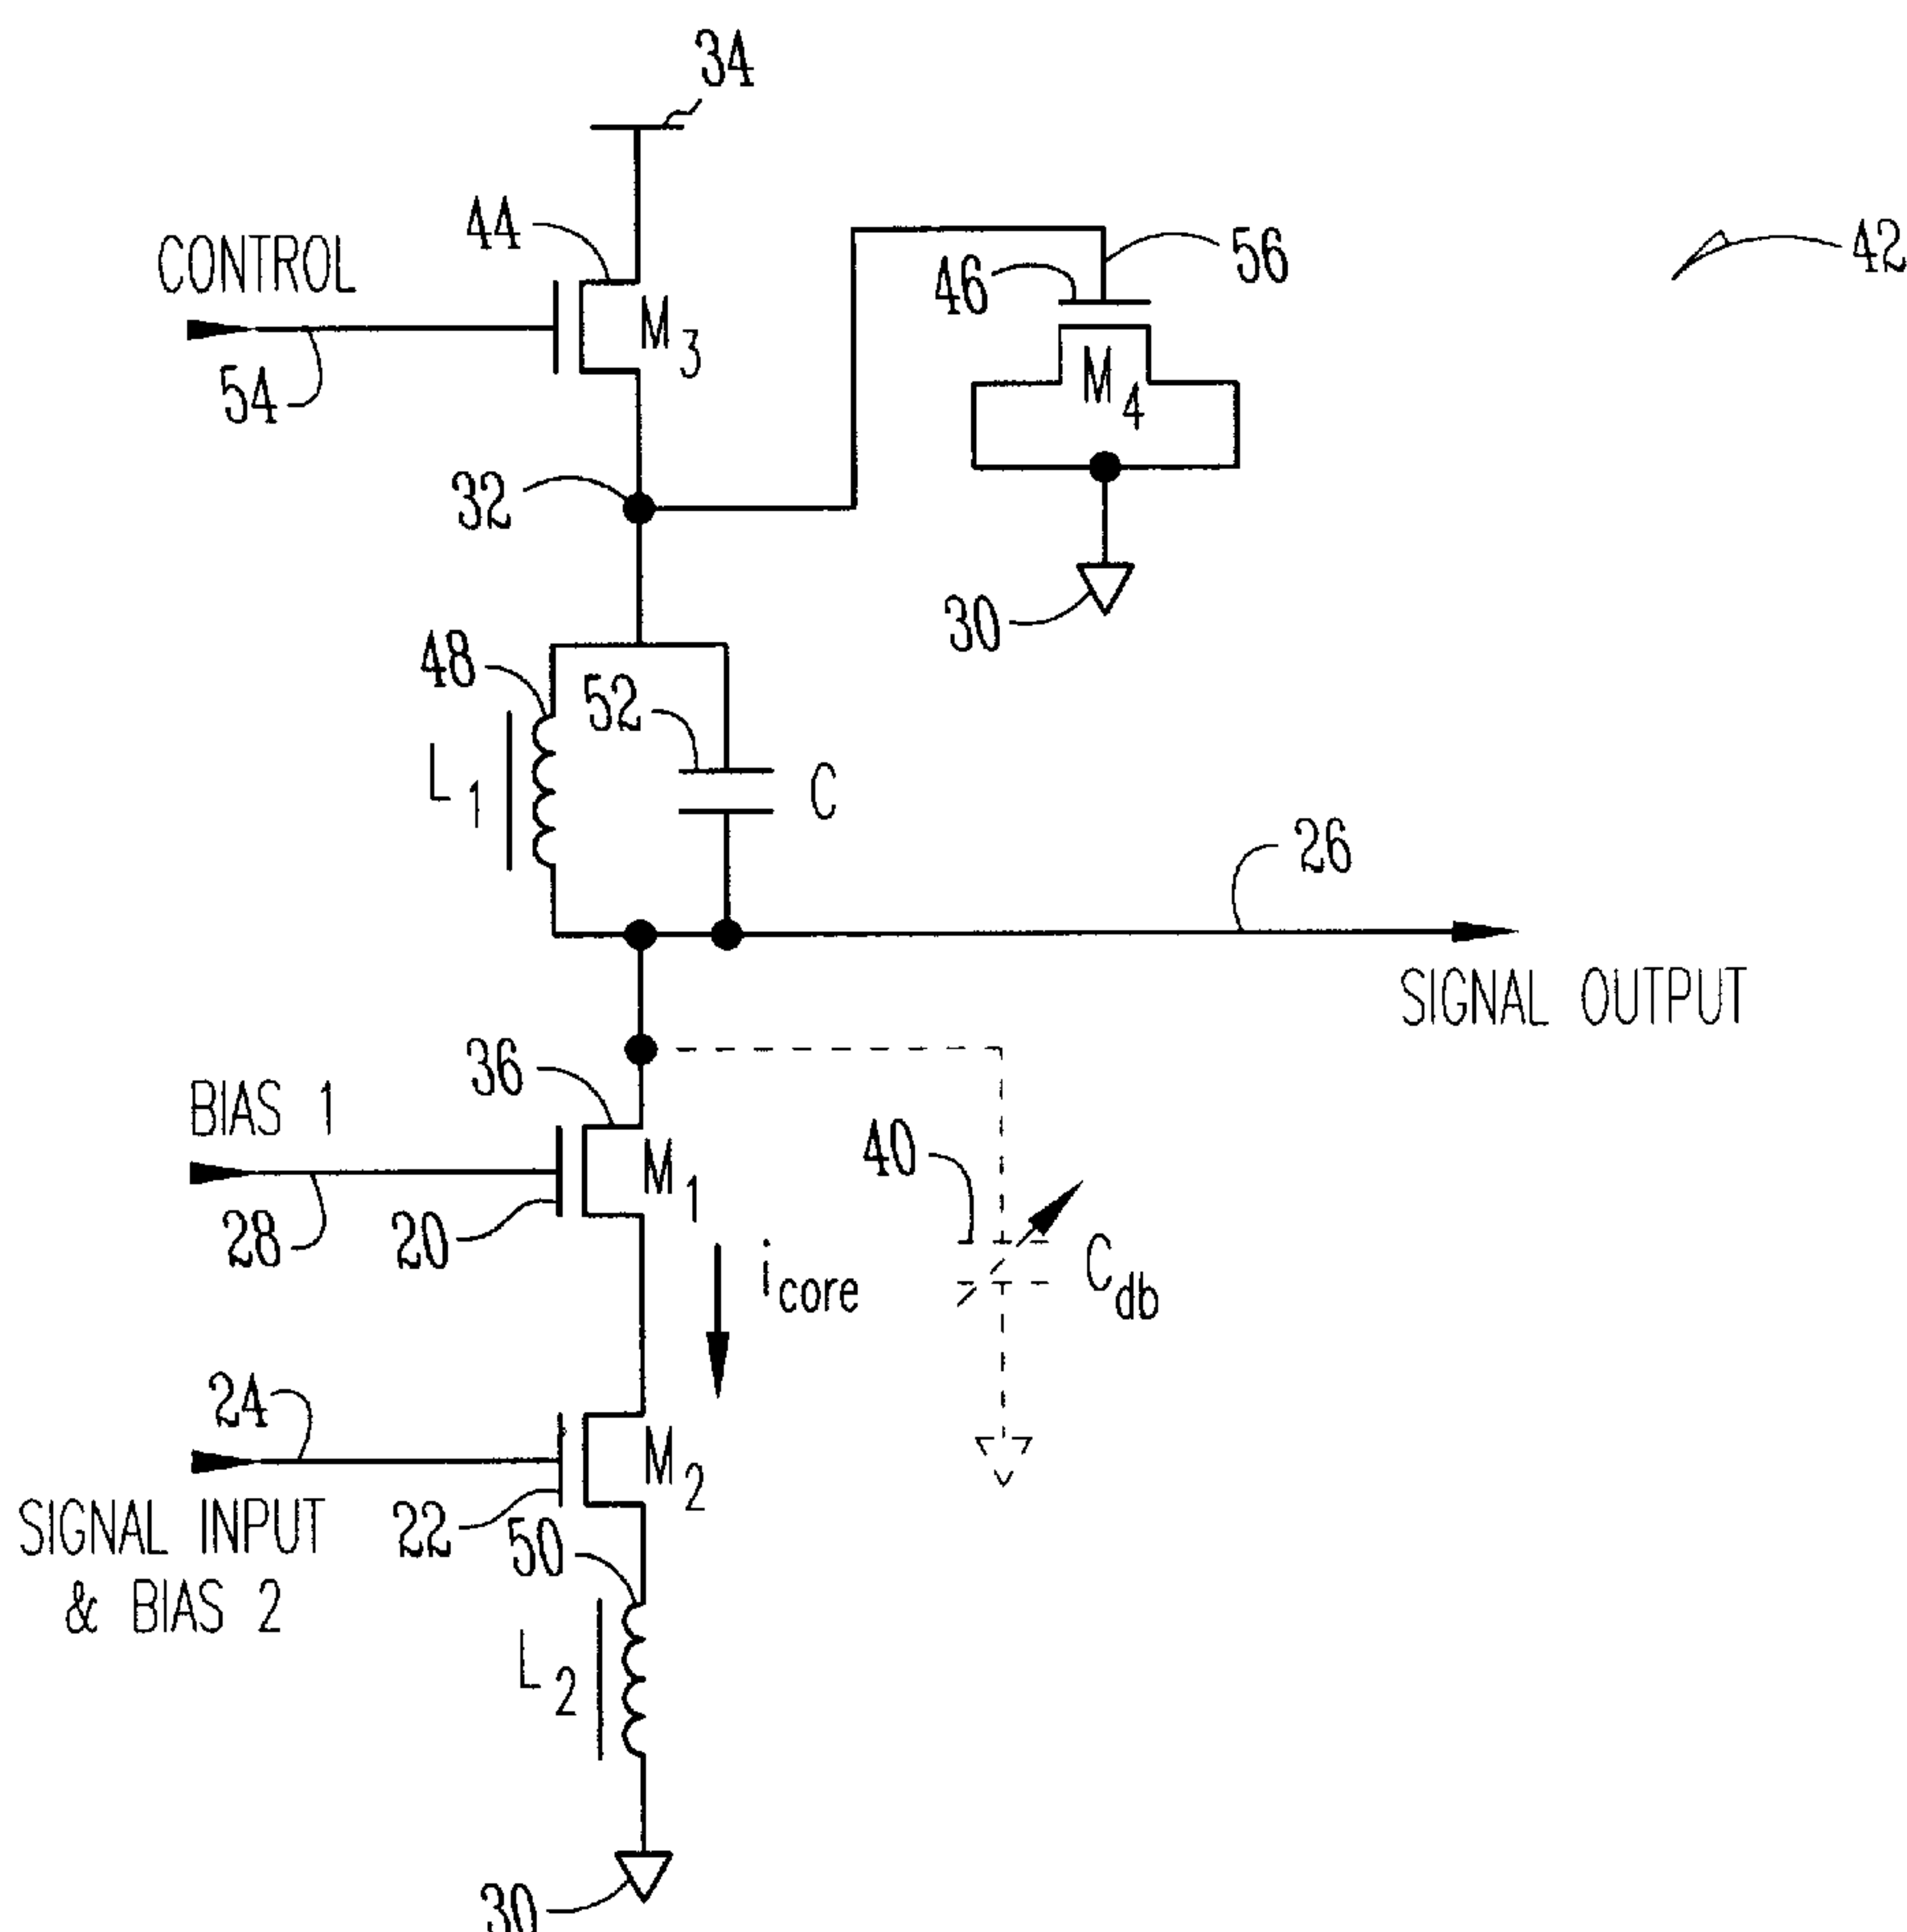 34
44
CONTROL
M3
54
46
56
42
M4
32
30
48
52
L1
C
26
SIGNAL OUTPUT
36
BIAS 1
M1
28
20
40
icore
Cdb
24
M2
SIGNAL INPUT
& BIAS 2
22
50
L2
30